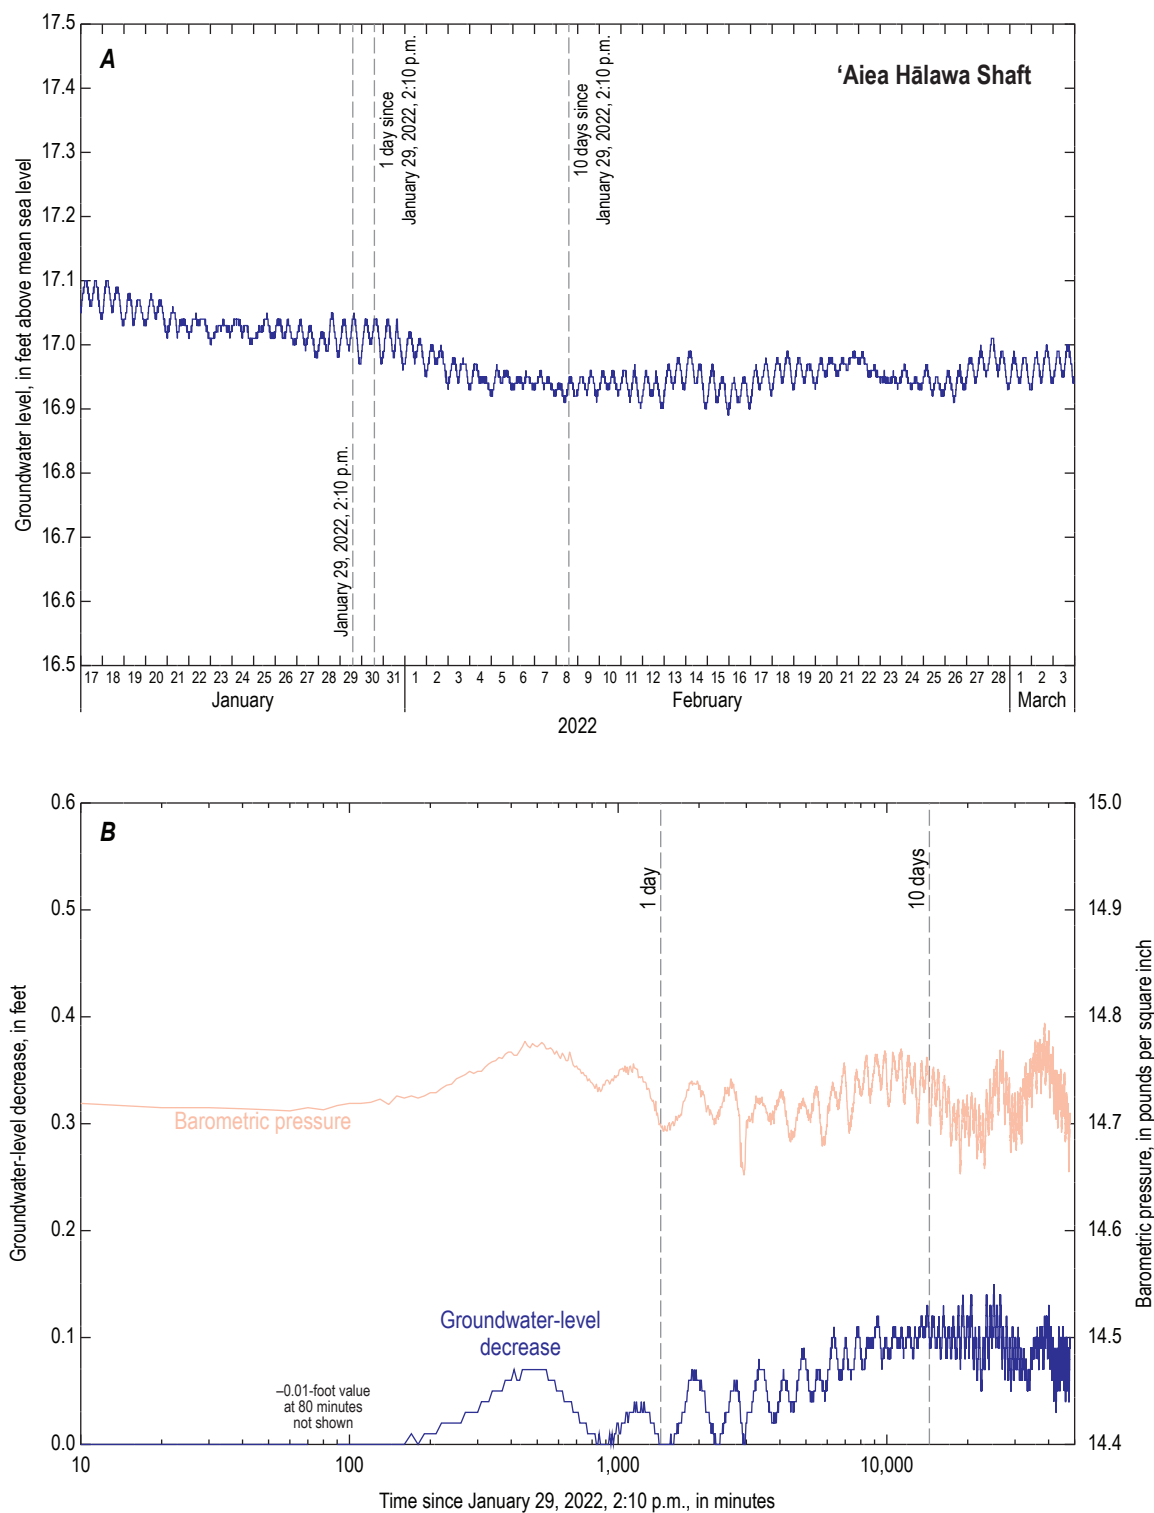 A
‘Aiea Hālawa Shaft
17.5
17.4
17.3
17.2
17.1
17.0
16.9
16.8
16.7
16.6
16.5
Groundwater level, in feet above mean sea level
January 29, 2022, 2:10 p.m.
1 day since
January 29, 2022, 2:10 p.m.
10 days since
January 29, 2022, 2:10 p.m.
17 18 19 20 21 22 23 24 25 26 27 28 29 30 31 1 2 3 4 5 6 7 8 9 10 11 12 13 14 15 16 17 18 19 20 21 22 23 24 25 26 27 28 1 2 3
January February March
2022
B
0.6
0.5
0.4
0.3
0.2
0.1
0.0
Groundwater-level decrease, in feet
15.0
14.9
14.8
14.7
14.6
14.5
14.4
Barometric pressure, in pounds per square inch
1 day
10 days
Barometric pressure
Groundwater-level
decrease
–0.01-foot value
at 80 minutes
not shown
10 100 1,000 10,000
Time since January 29, 2022, 2:10 p.m., in minutes